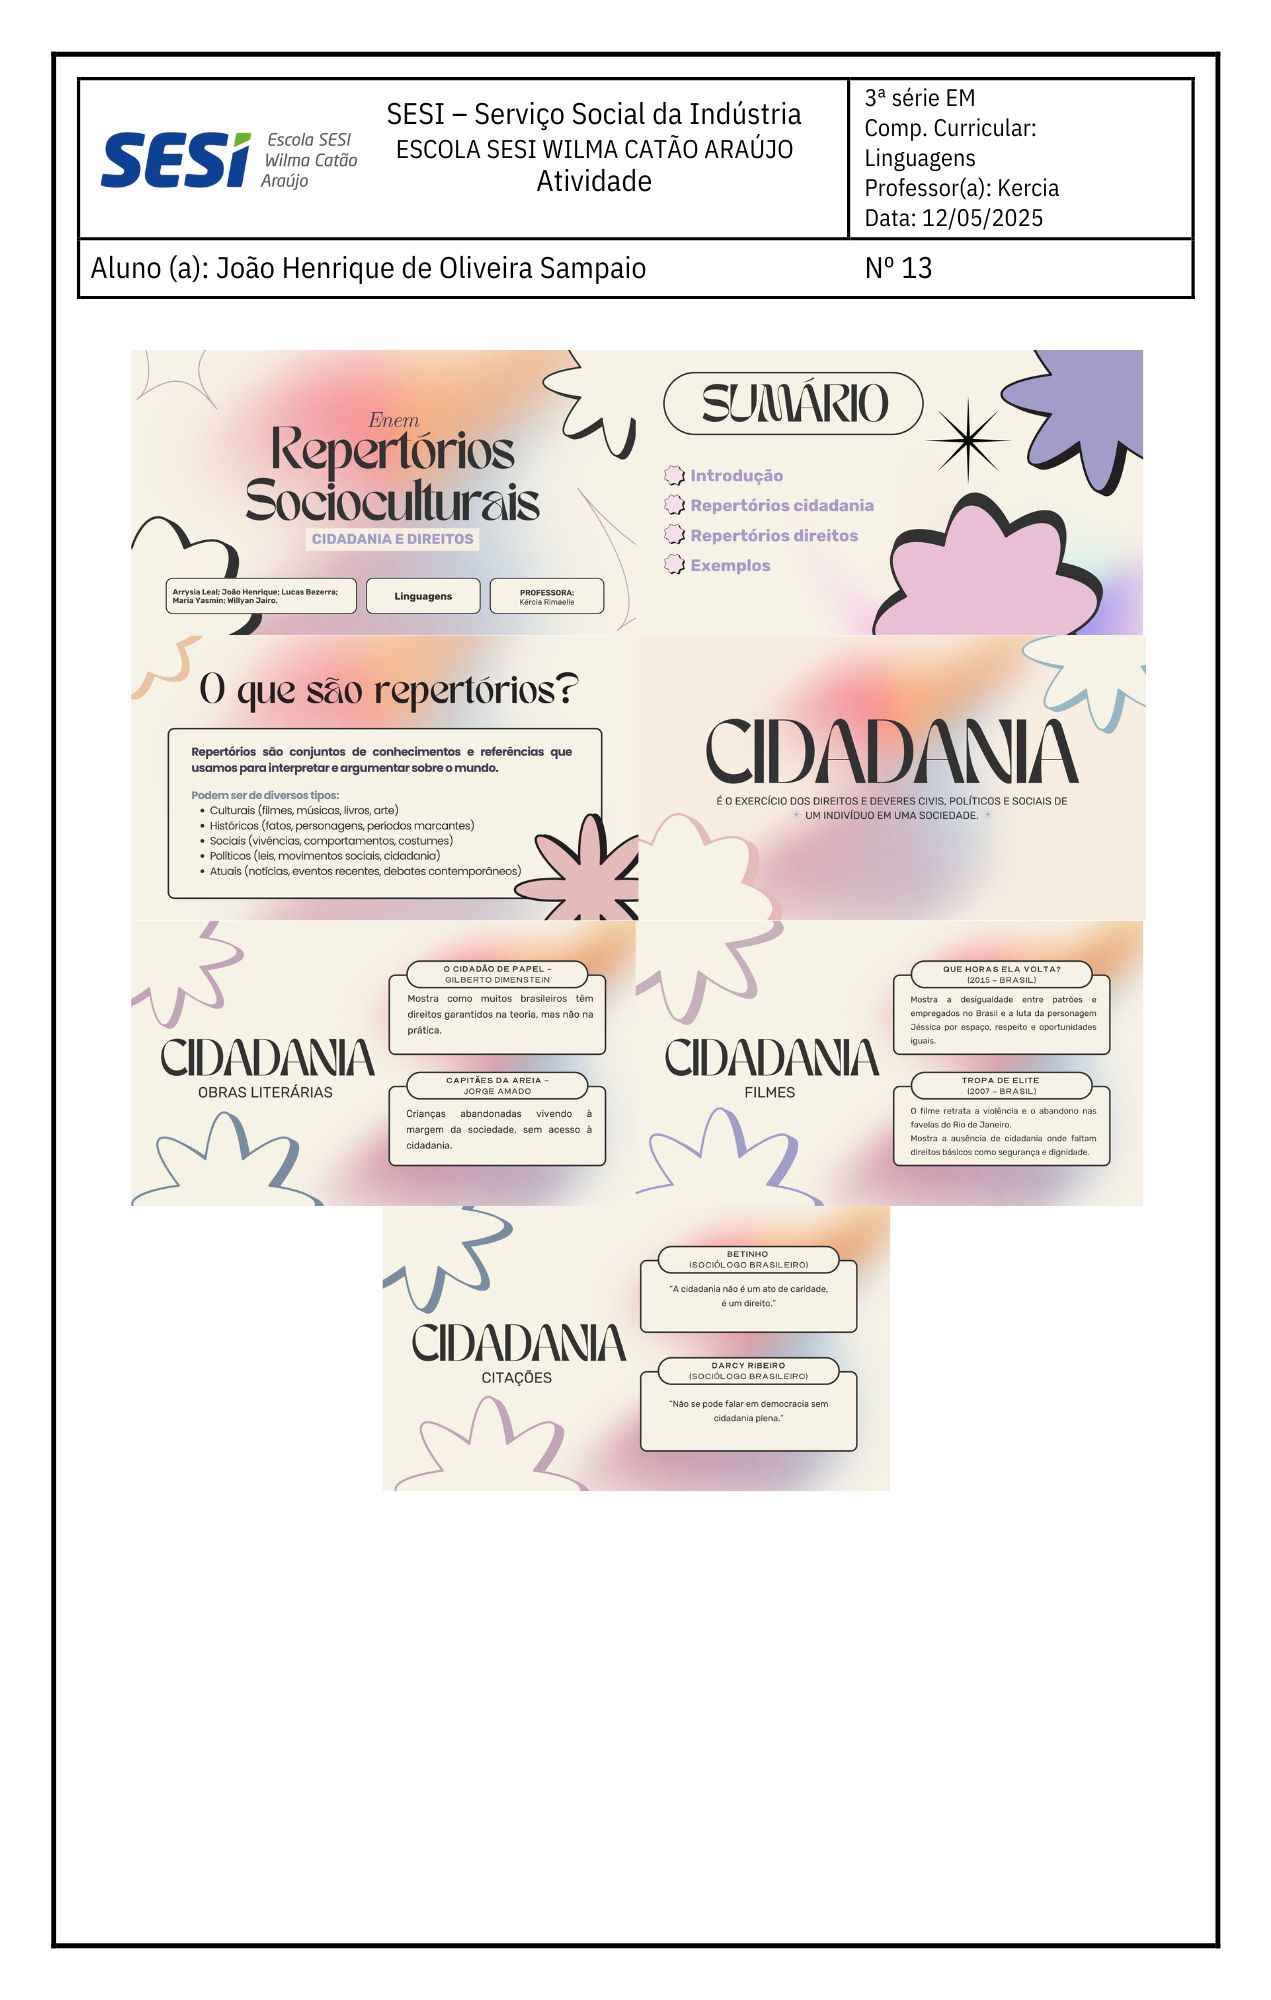 SESI
Escola SESI
Wilma Catão
Araújo
SESI – Serviço Social da Indústria
ESCOLA SESI WILMA CATÃO ARAÚJO
Atividade
3ª série EM
Comp. Curricular:
Linguagens
Professor(a): Kercia
Data: 12/05/2025
Aluno (a): João Henrique de Oliveira Sampaio
Nº 13
Enem
Repertórios
Socioculturais
CIDADANIA E DIREITOS
Arrysia Leal; João Henrique; Lucas Bezerra;
Maria Yasmin; Willyan Jairo.
Linguagens
PROFESSORA:
Kércia Rimaelle
SUMÁRIO
Introdução
Repertórios cidadania
Repertórios direitos
Exemplos
O que são repertórios?
Repertórios são conjuntos de conhecimentos e referências que
usamos para interpretar e argumentar sobre o mundo.
Podem ser de diversos tipos:
• Culturais (filmes, músicas, livros, arte)
• Históricos (fatos, personagens, períodos marcantes)
• Sociais (vivências, comportamentos, costumes)
• Políticos (leis, movimentos sociais, cidadania)
• Atuais (notícias, eventos recentes, debates contemporâneos)
CIDADANIA
É O EXERCÍCIO DOS DIREITOS E DEVERES CIVIS, POLÍTICOS E SOCIAIS DE
UM INDIVÍDUO EM UMA SOCIEDADE.
CIDADANIA
OBRAS LITERÁRIAS
O CIDADÃO DE PAPEL –
GILBERTO DIMENSTEIN
Mostra como muitos brasileiros têm
direitos garantidos na teoria, mas não na
prática.
CAPITÃES DA AREIA –
JORGE AMADO
Crianças abandonadas vivendo à
margem da sociedade, sem acesso à
cidadania.
CIDADANIA
FILMES
QUE HORAS ELA VOLTA?
(2015 – BRASIL)
Mostra a desigualdade entre patrões e
empregados no Brasil e a luta da personagem
Jéssica por espaço, respeito e oportunidades
iguais.
TROPA DE ELITE
(2007 – BRASIL)
O filme retrata a violência e o abandono nas
favelas do Rio de Janeiro.
Mostra a ausência de cidadania onde faltam
direitos básicos como segurança e dignidade.
CIDADANIA
CITAÇÕES
BETINHO
(SOCIÓLOGO BRASILEIRO)
“A cidadania não é um ato de caridade,
é um direito.”
DARCY RIBEIRO
(SOCIÓLOGO BRASILEIRO)
“Não se pode falar em democracia sem
cidadania plena.”